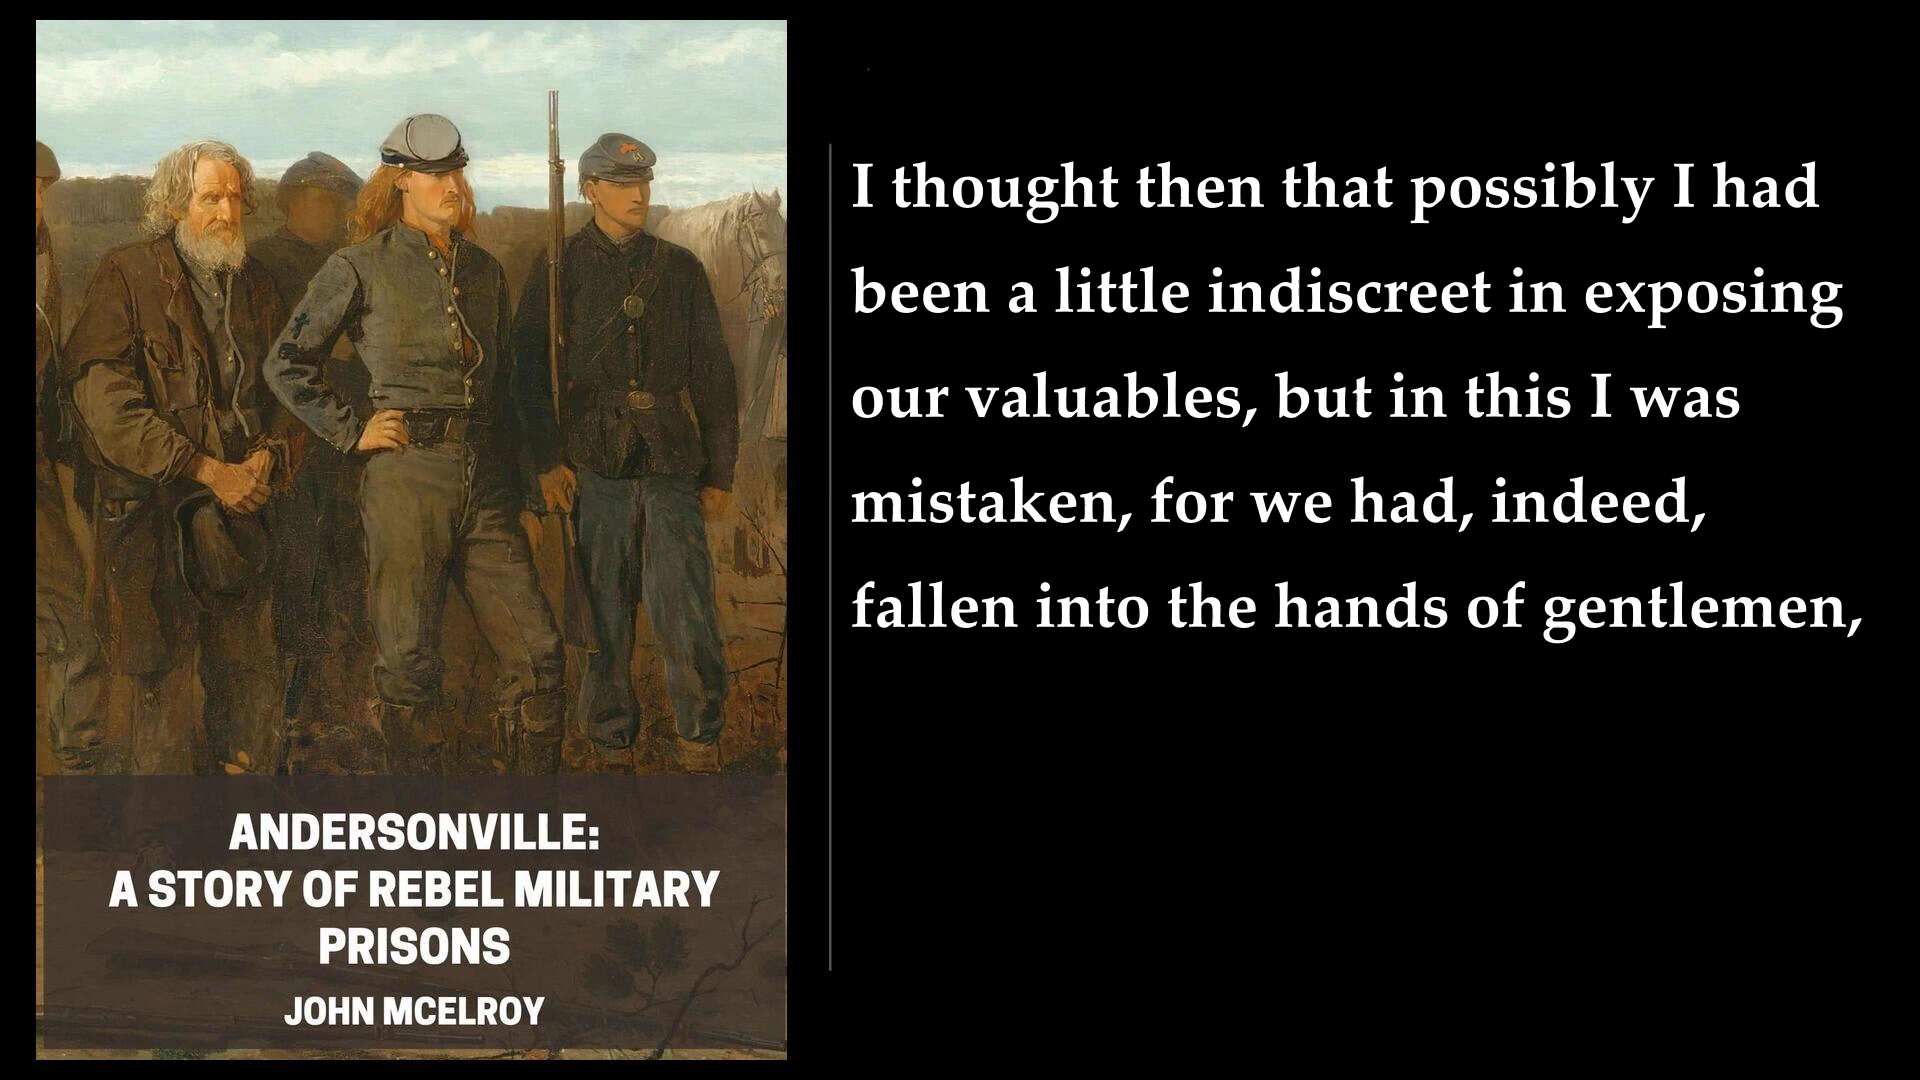 I thought then that possibly I had
been a little indiscreet in exposing
our valuables, but in this I was
mistaken, for we had, indeed,
fallen into the hands of gentlemen,
ANDERSONVILLE:
A STORY OF REBEL MILITARY
PRISONS
JOHN MCELROY